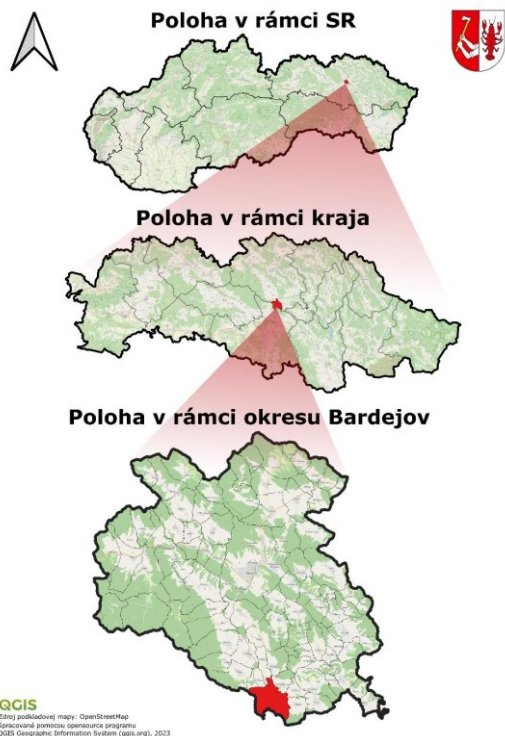 Poloha v rámci SR
Poloha v rámci kraja
Poloha v rámci okresu Bardejov
QGIS
Zdroj podkladovej mapy: OpenStreetMap
Spracované pomocou opensource programu
QGIS Geographic Information System (qgis.org), 2023